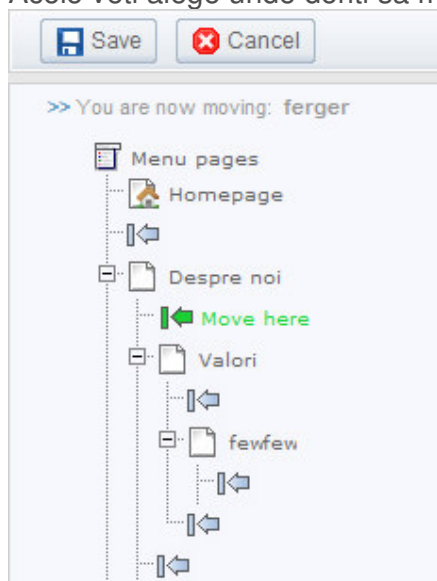 Save Cancel
>> You are now moving: ferger
Menu pages
Homepage
Despre noi
Move here
Valori
fewfew